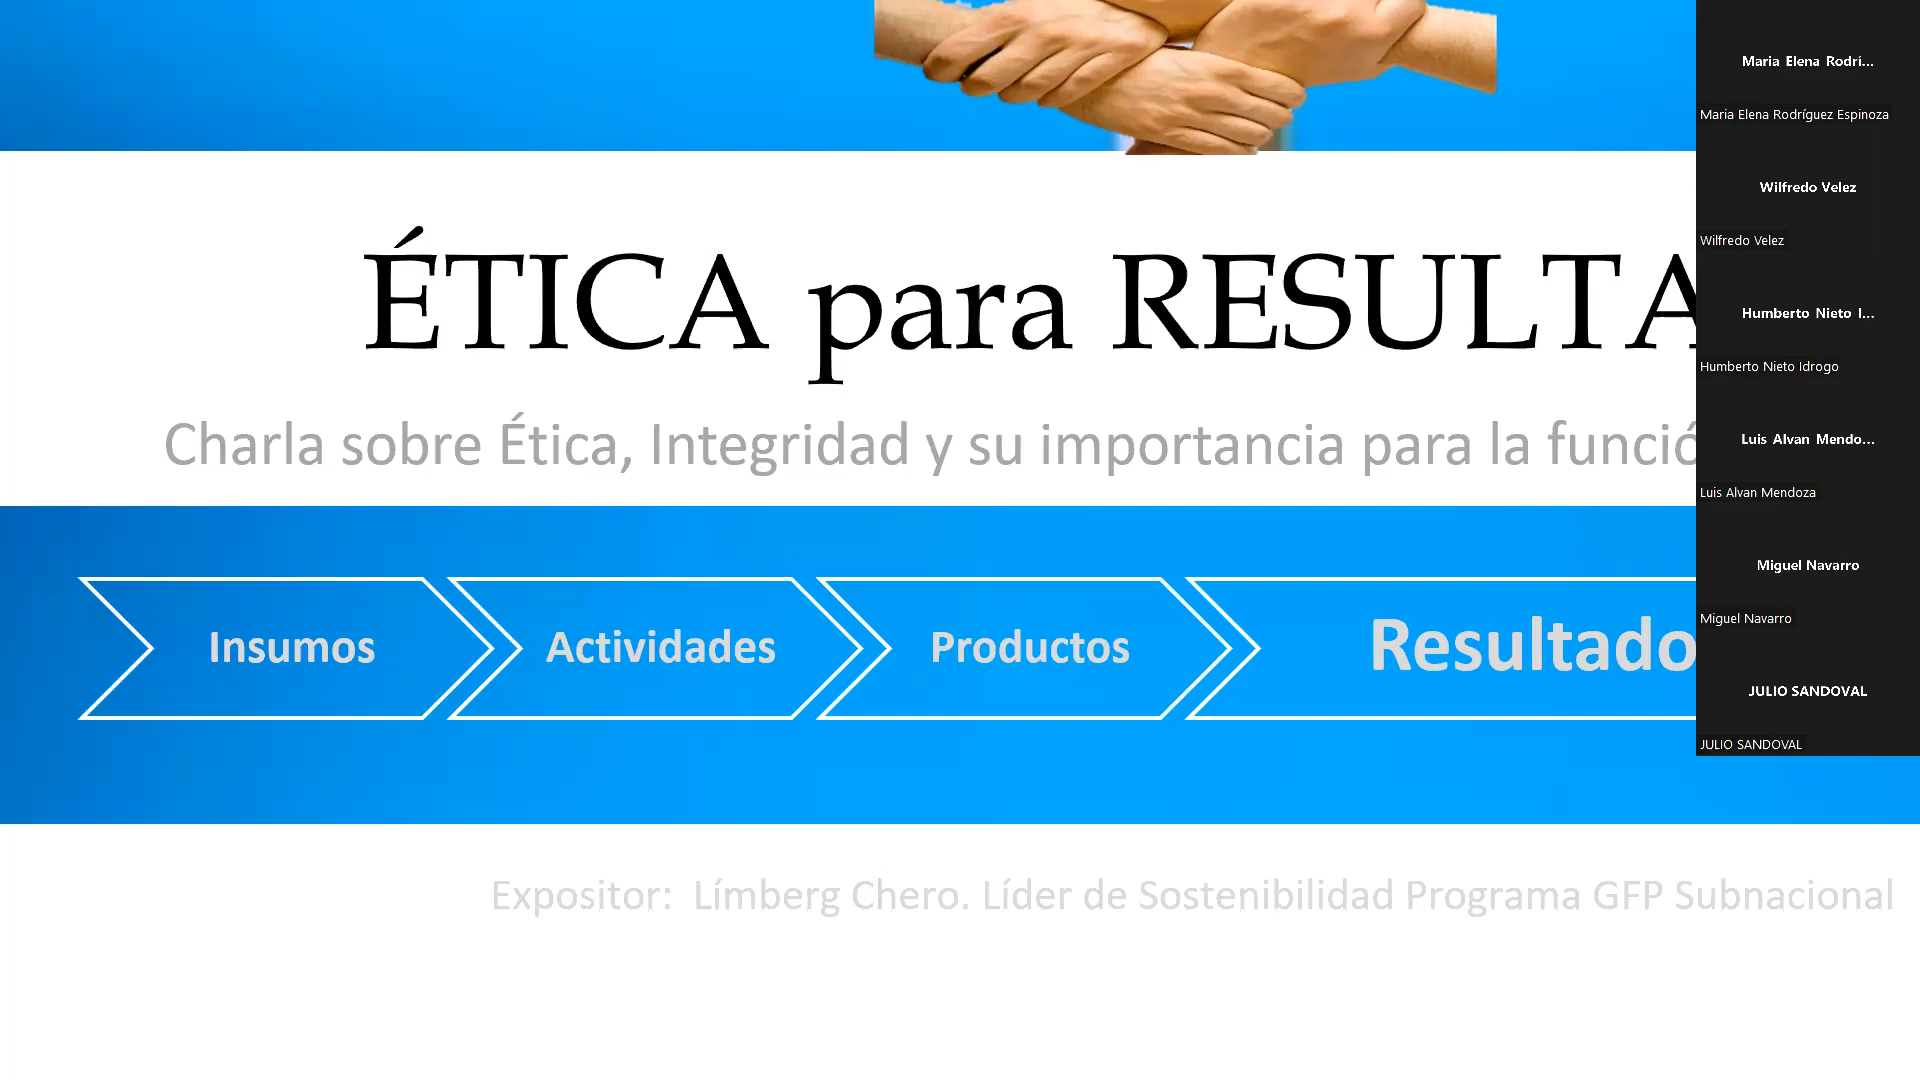 ÉTICA para RESULTA
Charla sobre Ética, Integridad y su importancia para la funció
Insumos
Actividades
Productos
Resultado
Expositor: Límberg Chero. Líder de Sostenibilidad Programa GFP Subnacional
Maria Elena Rodrí...
Maria Elena Rodríguez Espinoza
Wilfredo Velez
Wilfredo Velez
Humberto Nieto I...
Humberto Nieto Idrogo
Luis Alvan Mendo...
Luis Alvan Mendoza
Miguel Navarro
Miguel Navarro
JULIO SANDOVAL
JULIO SANDOVAL